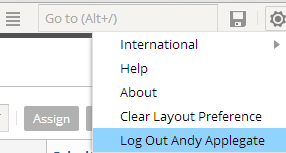 Go to (Alt+/)
International
Help
About
Clear Layout Preference
Assign
Log Out Andy Applegate